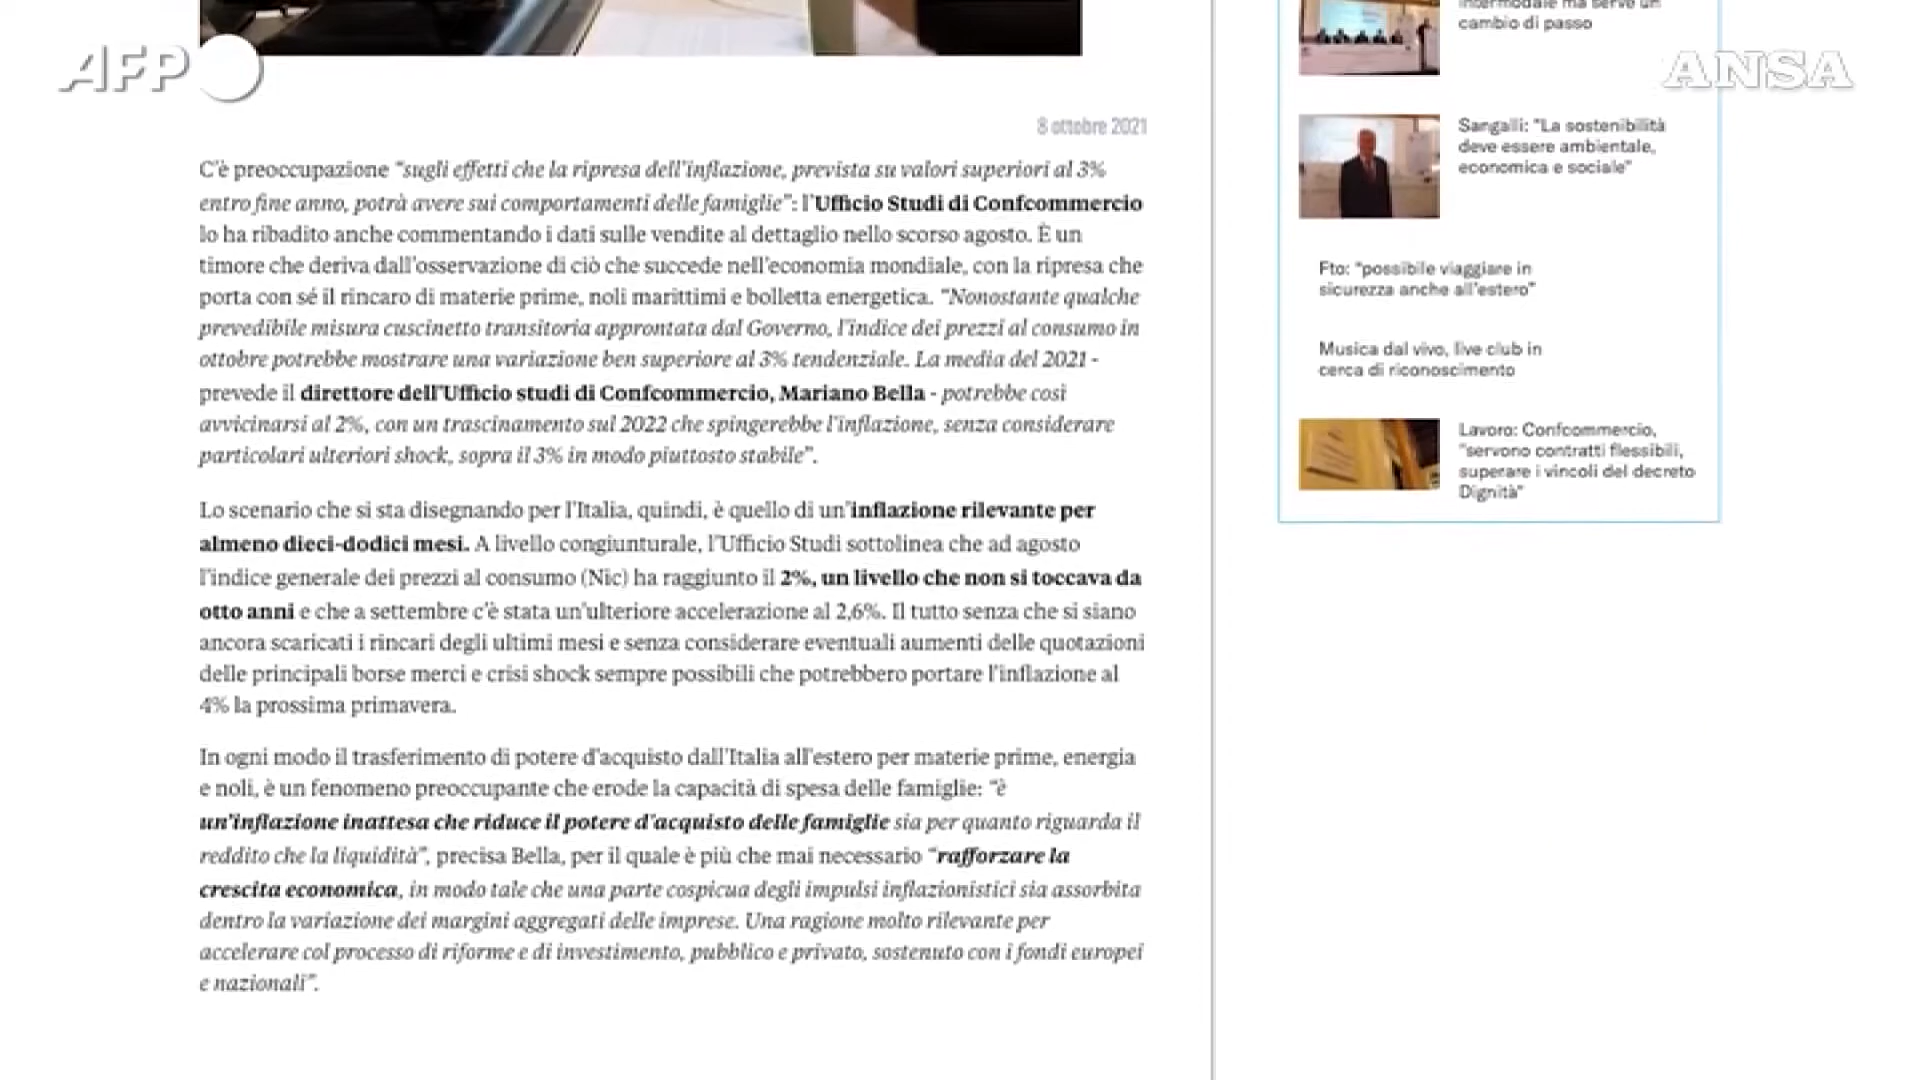 AFP
ANSA
8 ottobre 2021
C'è preoccupazione “sugli effetti che la ripresa dell'inflazione, prevista su valori superiori al 3%
entro fine anno, potrà avere sui comportamenti delle famiglie”: l'Ufficio Studi di Confcommercio
lo ha ribadito anche commentando i dati sulle vendite al dettaglio nello scorso agosto. È un
timore che deriva dall'osservazione di ciò che succede nell'economia mondiale, con la ripresa che
porta con sé il rincaro di materie prime, noli marittimi e bolletta energetica. “Nonostante qualche
prevedibile misura cuscinetto transitoria approntata dal Governo, l'indice dei prezzi al consumo in
ottobre potrebbe mostrare una variazione ben superiore al 3% tendenziale. La media del 2021 -
prevede il direttore dell'Ufficio studi di Confcommercio, Mariano Bella - potrebbe così
avvicinarsi al 2%, con un trascinamento sul 2022 che spingerebbe l'inflazione, senza considerare
particolari ulteriori shock, sopra il 3% in modo piuttosto stabile”.
Lo scenario che si sta disegnando per l'Italia, quindi, è quello di un'inflazione rilevante per
almeno dieci-dodici mesi. A livello congiunturale, l'Ufficio Studi sottolinea che ad agosto
l'indice generale dei prezzi al consumo (Nic) ha raggiunto il 2%, un livello che non si toccava da
otto anni e che a settembre c'è stata un'ulteriore accelerazione al 2,6%. Il tutto senza che si siano
ancora scaricati i rincari degli ultimi mesi e senza considerare eventuali aumenti delle quotazioni
delle principali borse merci e crisi shock sempre possibili che potrebbero portare l'inflazione al
4% la prossima primavera.
In ogni modo il trasferimento di potere d'acquisto dall'Italia all'estero per materie prime, energia
e noli, è un fenomeno preoccupante che erode la capacità di spesa delle famiglie: “è
un'inflazione inattesa che riduce il potere d'acquisto delle famiglie sia per quanto riguarda il
reddito che la liquidità”, precisa Bella, per il quale è più che mai necessario “rafforzare la
crescita economica, in modo tale che una parte cospicua degli impulsi inflazionistici sia assorbita
dentro la variazione dei margini aggregati delle imprese. Una ragione molto rilevante per
accelerare col processo di riforme e di investimento, pubblico e privato, sostenuto con i fondi europei
e nazionali”.
intermodale ma serve un
cambio di passo
Sangalli: “La sostenibilità
deve essere ambientale,
economica e sociale”
Fto: “possibile viaggiare in
sicurezza anche all'estero”
Musica dal vivo, live club in
cerca di riconoscimento
Lavoro: Confcommercio,
“servono contratti flessibili,
superare i vincoli del decreto
Dignità”